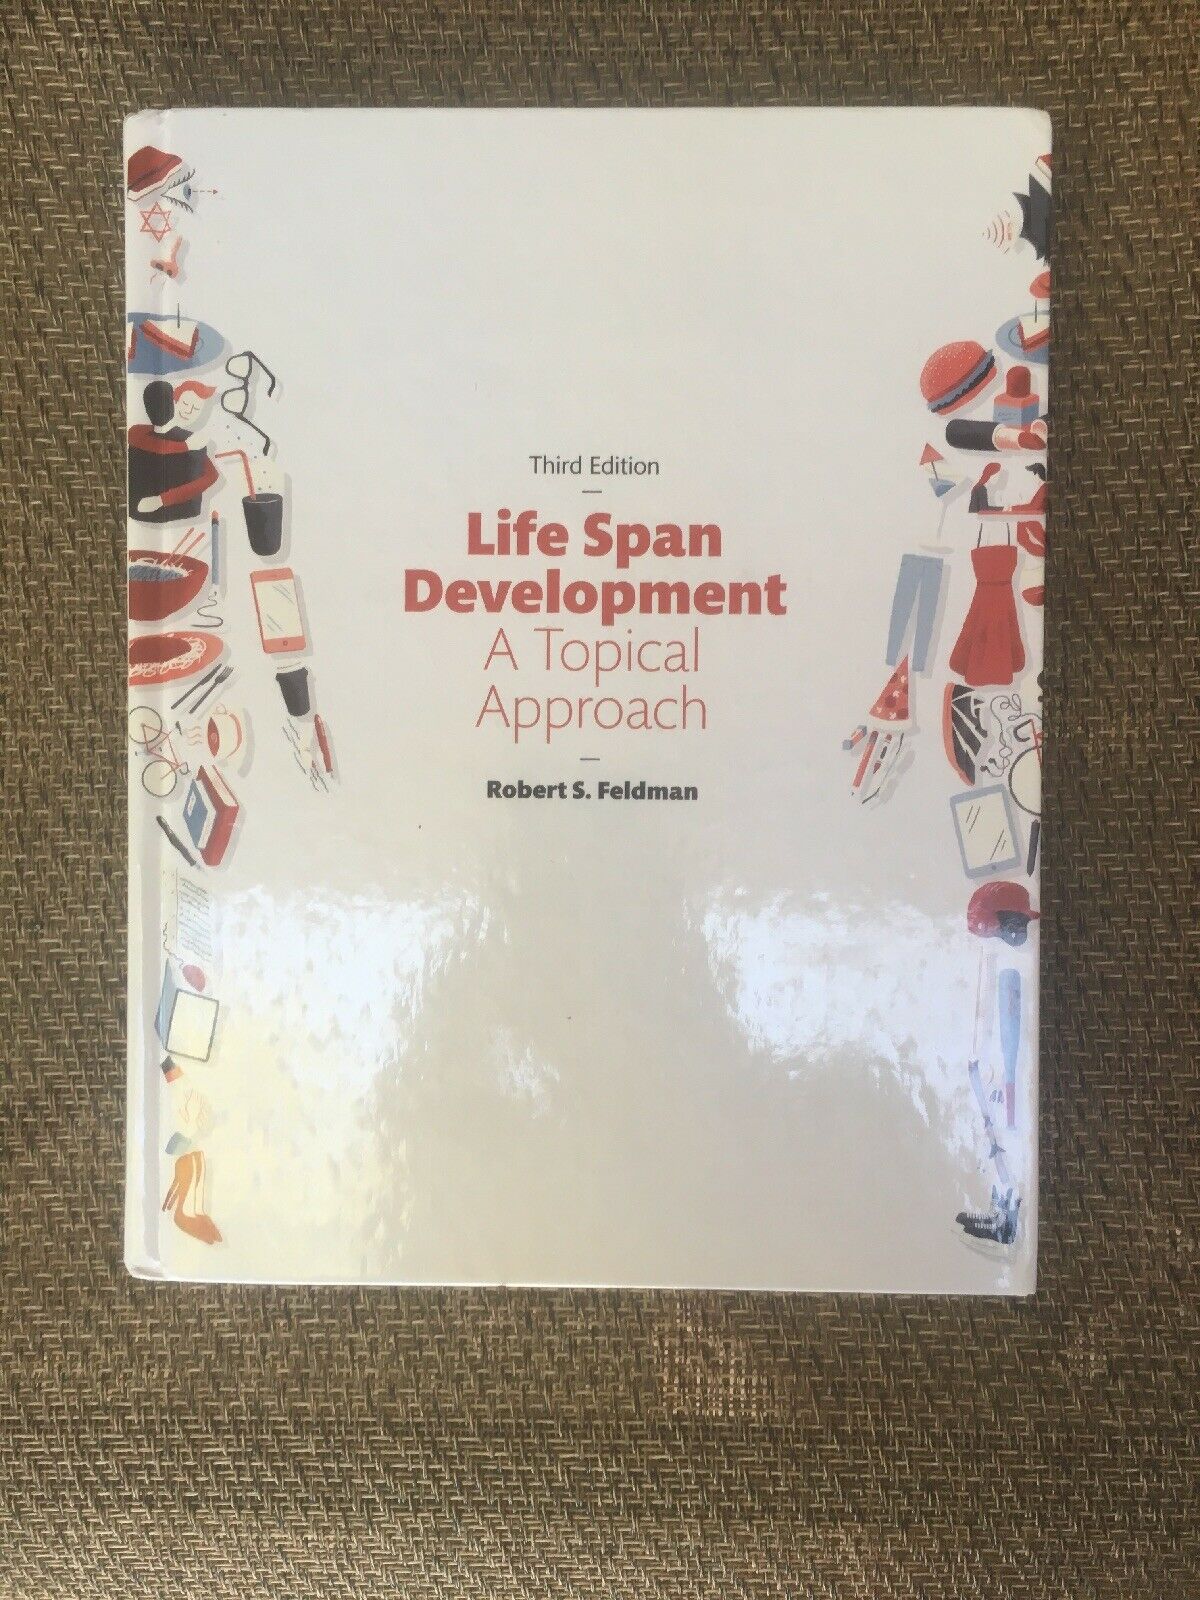 Third Edition
Life Span
Development
A Topical
Approach
Robert S. Feldman